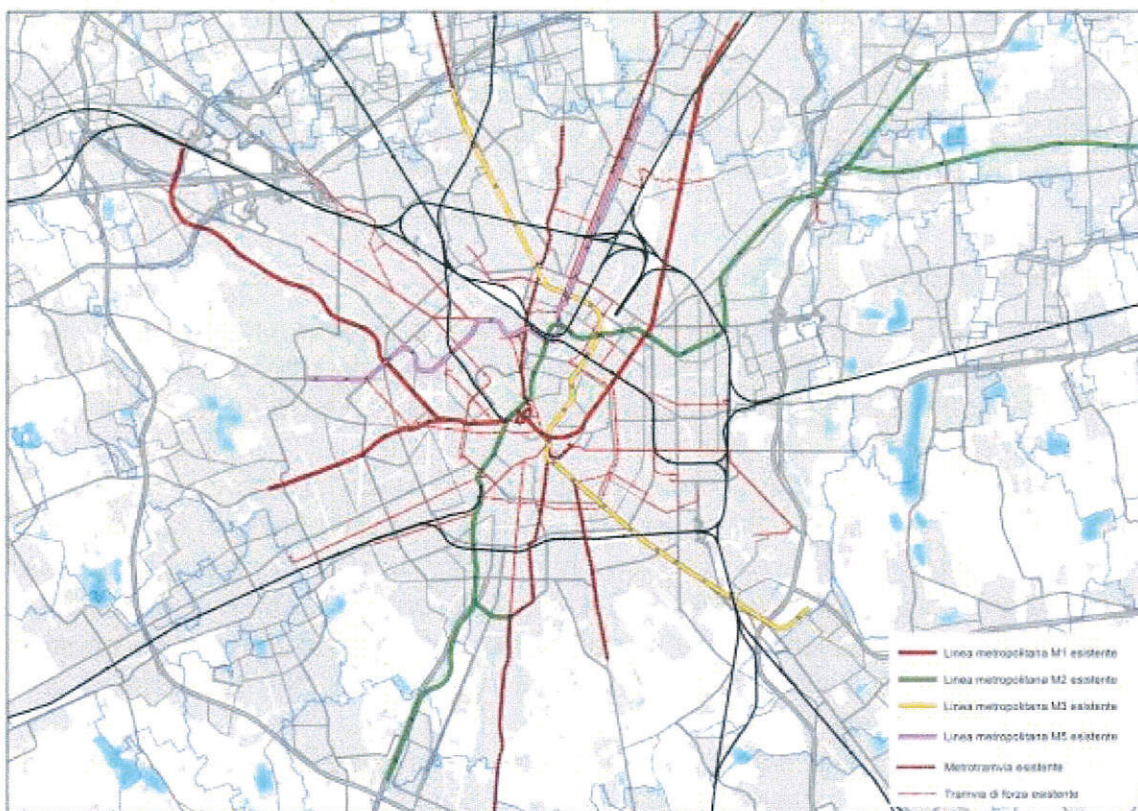 Linea metropolitana M1 esistente
Linea metropolitana M2 esistente
Linea metropolitana M3 esistente
Linea metropolitana M5 esistente
Metrotramvia esistente
Tramvia di forza esistente